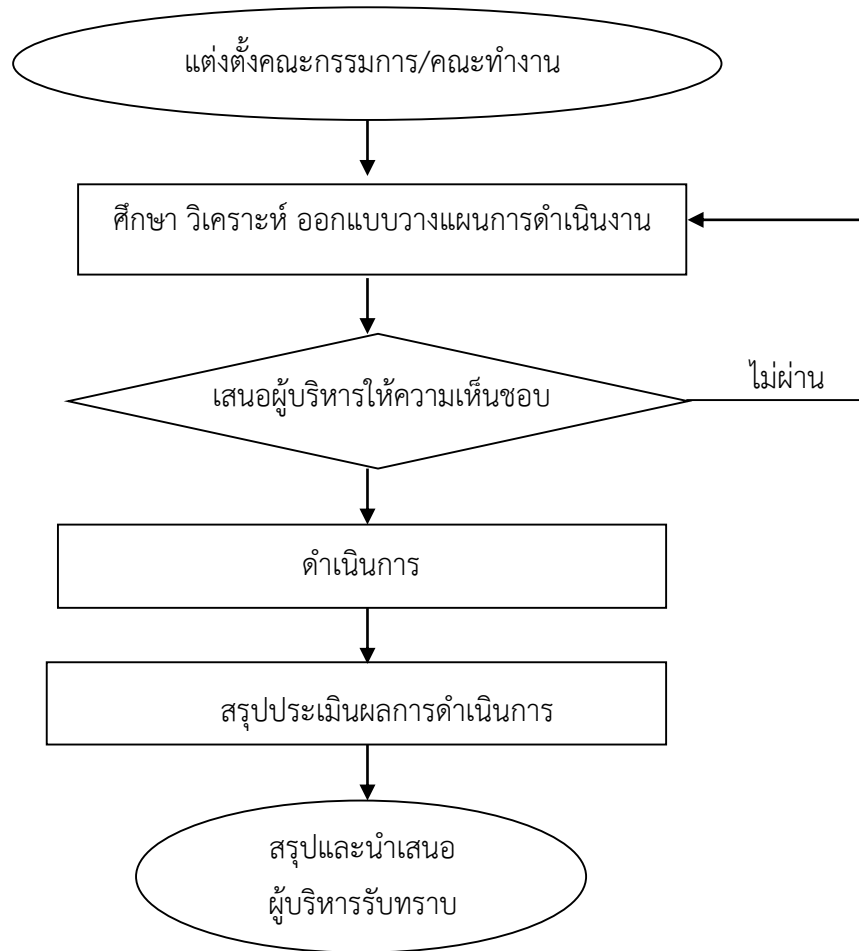 แต่งตั้งคณะกรรมการ/คณะทำงาน
ศึกษา วิเคราะห์ ออกแบบวางแผนการดำเนินงาน
เสนอผู้บริหารให้ความเห็นชอบ
ไม่ผ่าน
ดำเนินการ
สรุปประเมินผลการดำเนินการ
สรุปและนำเสนอ
ผู้บริหารรับทราบ